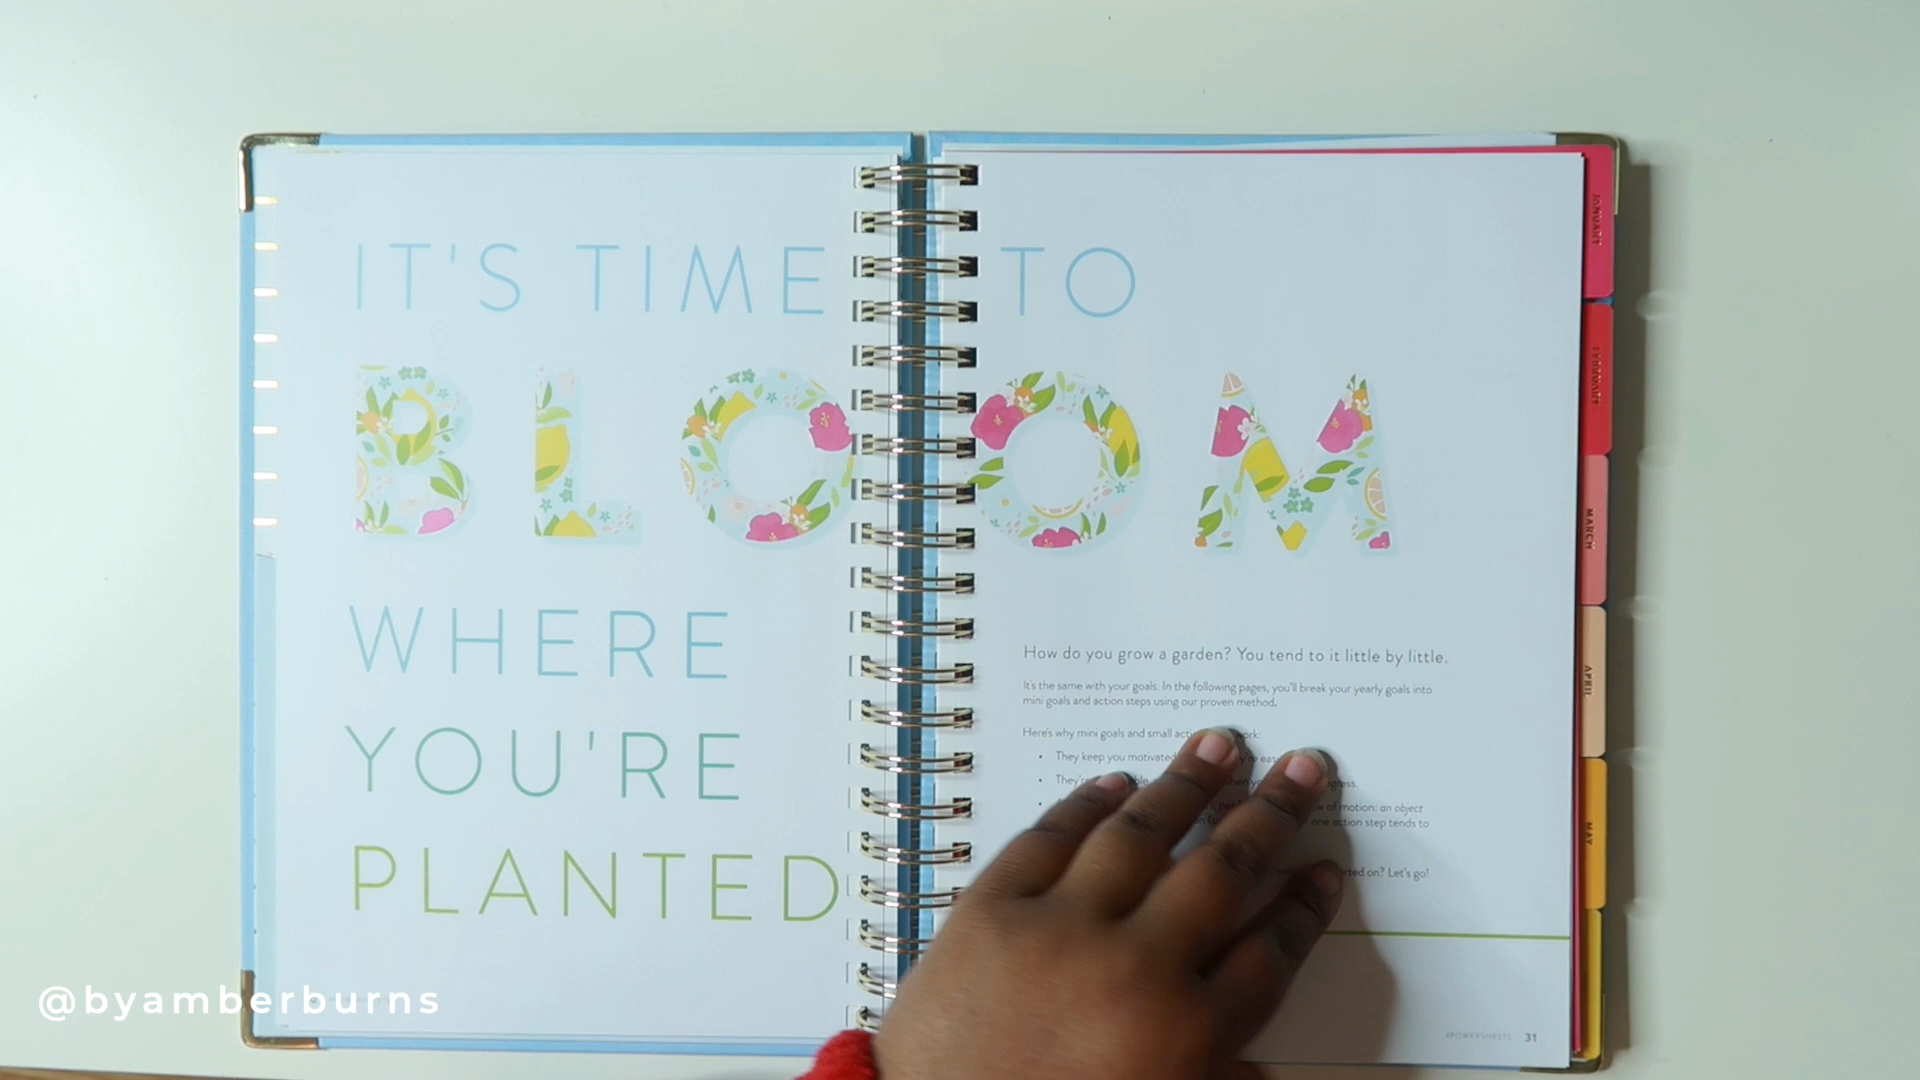 IT'S TIME TO
BLOOM
WHERE
YOU'RE
PLANTED
How do you grow a garden? You tend to it little by little.
It's the same with your goals. In the following pages, you'll break your yearly goals into
mini goals and action steps using our proven method.
Here's why mini goals and small
• They keep you motivated
• They're
•
of motion: an object
one action step tends to
on? Let's go!
#POWERSHEETS 31
JANUARY
FEBRUARY
MARCH
APRIL
MAY
@byamberburns